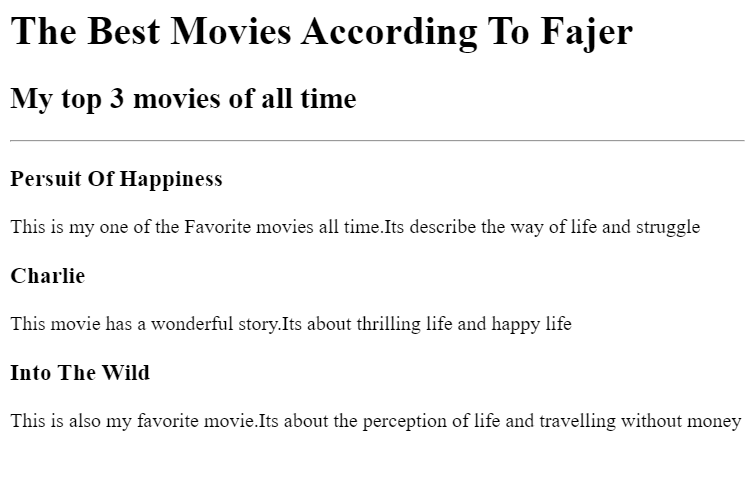 The Best Movies According To Fajer
My top 3 movies of all time
Persuit Of Happiness
This is my one of the Favorite movies all time.Its describe the way of life and struggle
Charlie
This movie has a wonderful story.Its about thrilling life and happy life
Into The Wild
This is also my favorite movie.Its about the perception of life and travelling without money